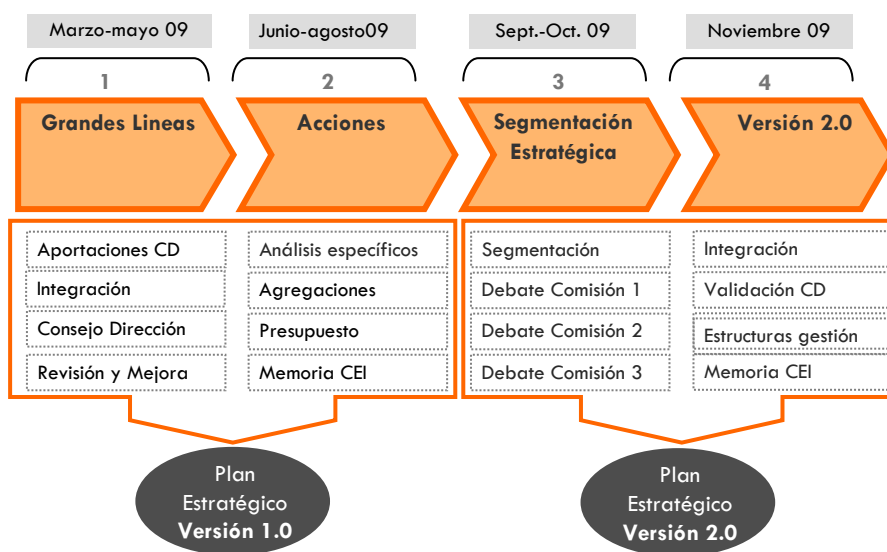 Marzo-mayo 09
Junio-agosto09
Sept.-Oct. 09
Noviembre 09
1
2
3
4
Grandes Lineas
Acciones
Segmentación
Estratégica
Versión 2.0
Aportaciones CD
Integración
Consejo Dirección
Revisión y Mejora
Análisis específicos
Agregaciones
Presupuesto
Memoria CEI
Segmentación
Debate Comisión 1
Debate Comisión 2
Debate Comisión 3
Integración
Validación CD
Estructuras gestión
Memoria CEI
Plan
Estratégico
Versión 1.0
Plan
Estratégico
Versión 2.0